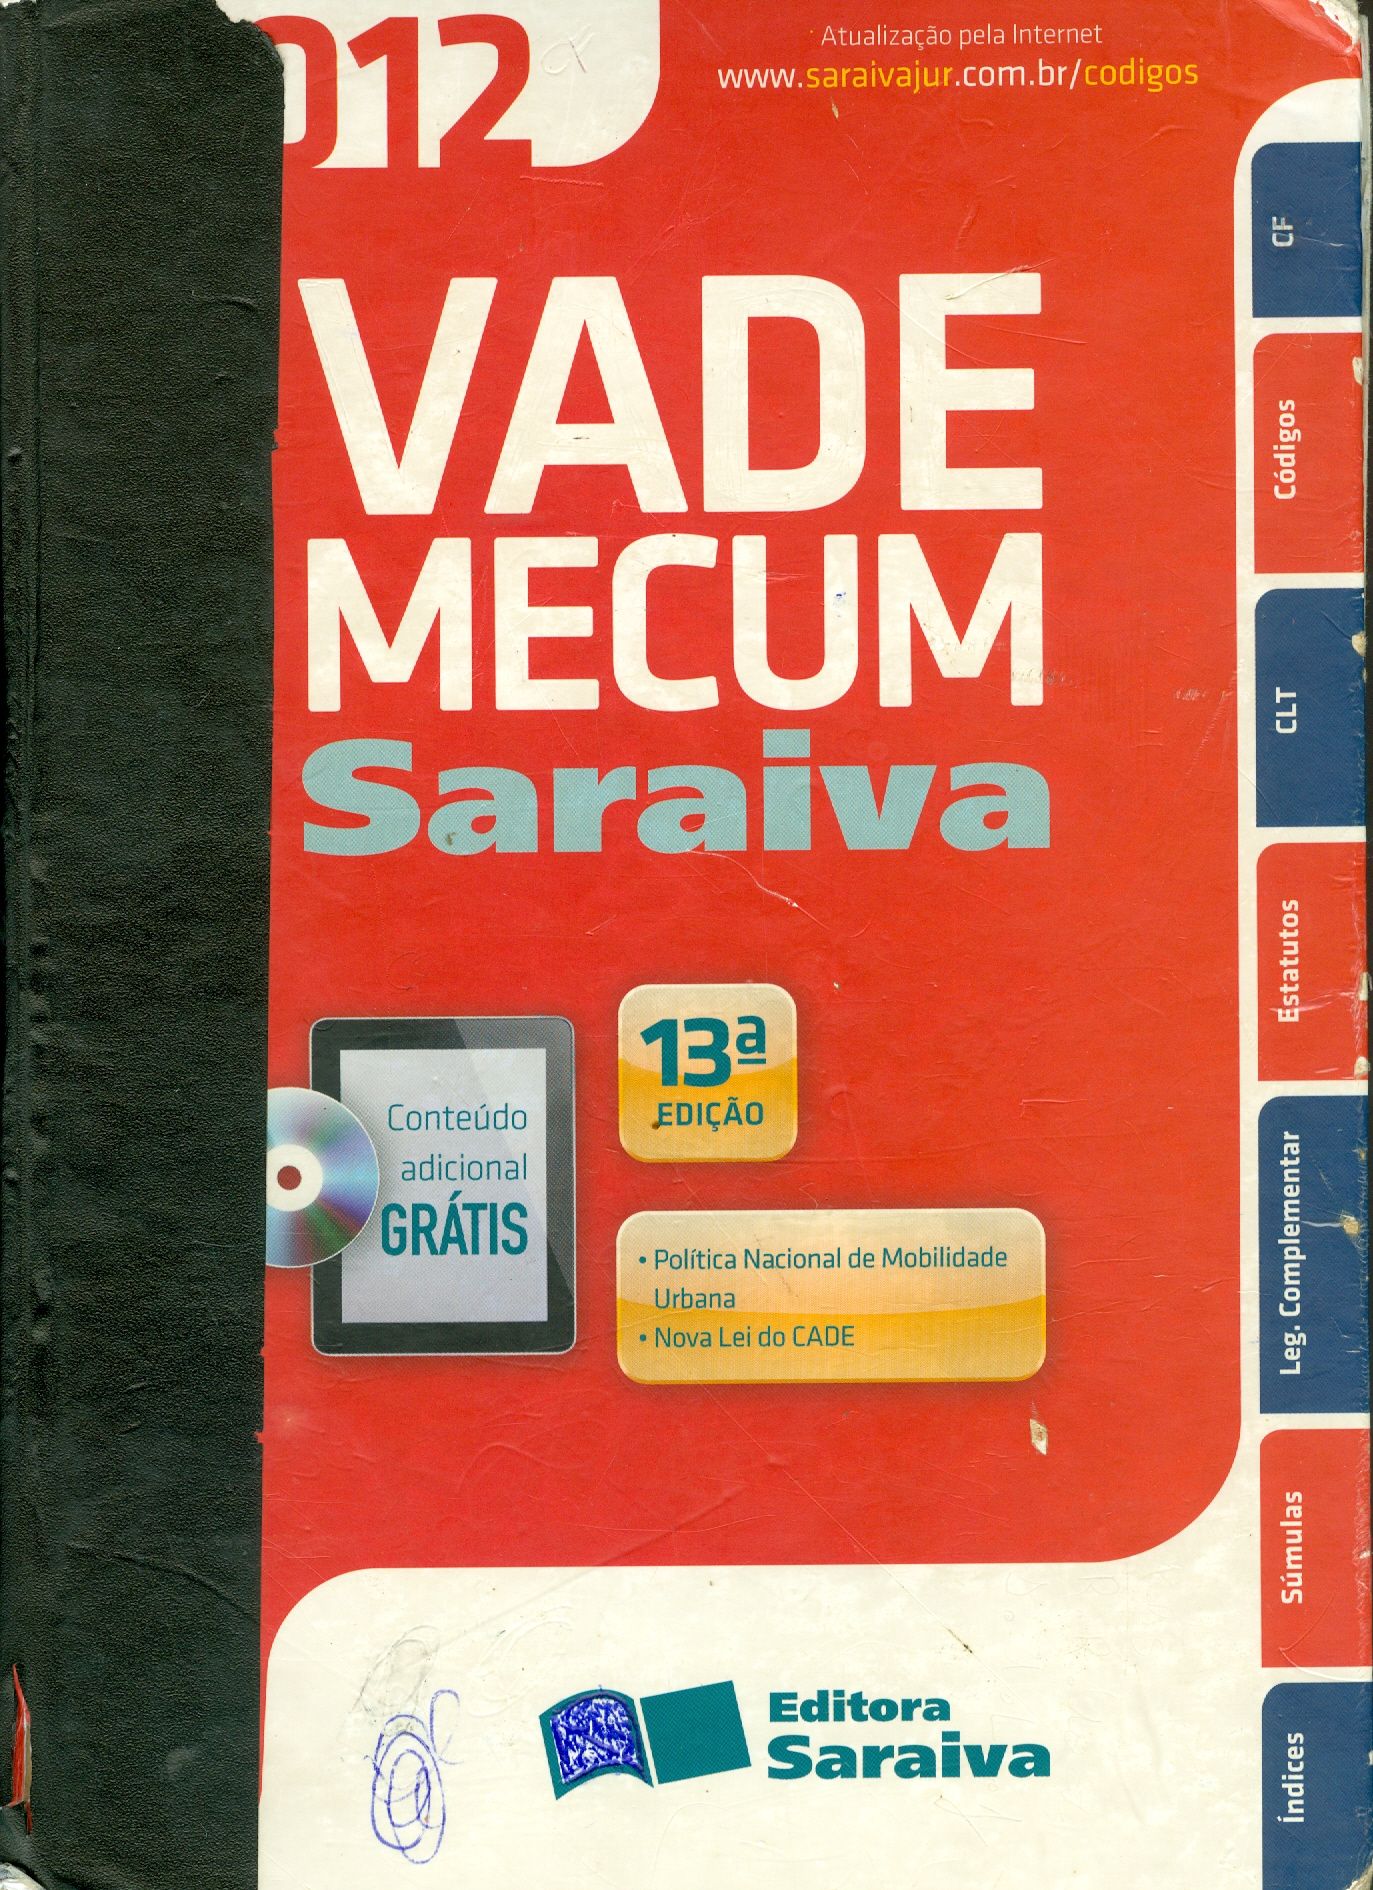 012
Atualização pela Internet
www.saraivajur.com.br/codigos
VADE
MECUM
Saraiva
13ª
EDIÇÃO
Conteúdo
adicional
GRÁTIS
• Política Nacional de Mobilidade
Urbana
• Nova Lei do CADE
Editora
Saraiva
CF
Códigos
CLT
Estatutos
Leg. Complementar
Súmulas
Índices